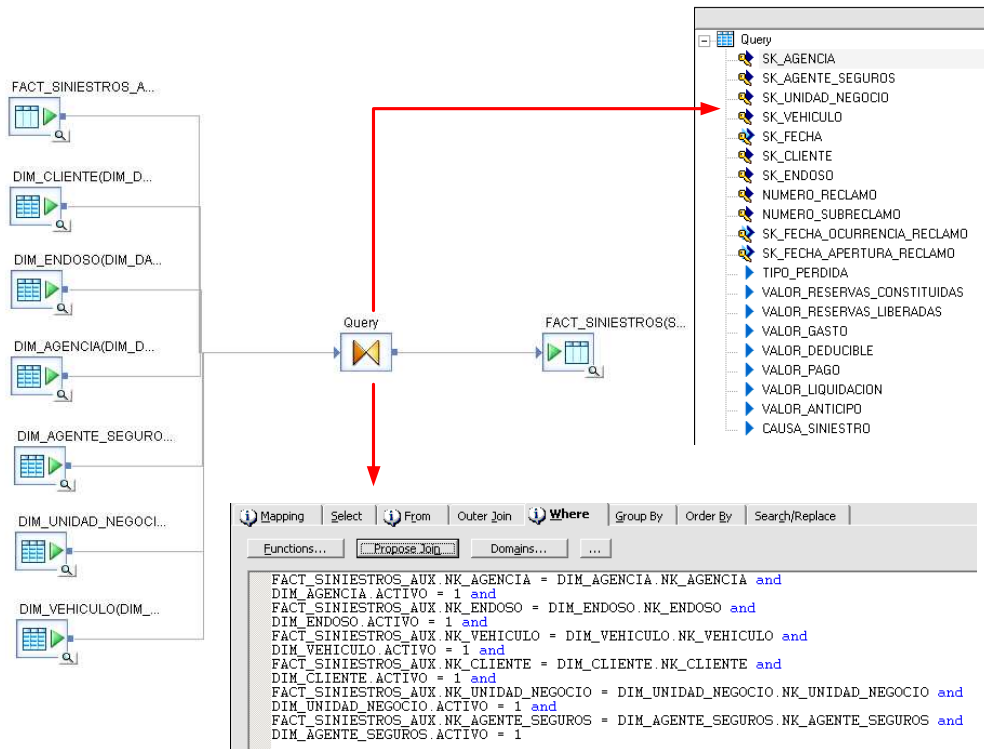 FACT_SINIESTROS_A...
DIM_CLIENTE(DIM_D...
DIM_ENDOSO(DIM_DA...
DIM_AGENCIA(DIM_D...
DIM_AGENTE_SEGURO...
DIM_UNIDAD_NEGOCI...
DIM_VEHICULO(DIM_...
Query
FACT_SINIESTROS(S...
Query
SK_AGENCIA
SK_AGENTE_SEGUROS
SK_UNIDAD_NEGOCIO
SK_VEHICULO
SK_FECHA
SK_CLIENTE
SK_ENDOSO
NUMERO_RECLAMO
NUMERO_SUBRECLAMO
SK_FECHA_OCURRENCIA_RECLAMO
SK_FECHA_APERTURA_RECLAMO
TIPO_PERDIDA
VALOR_RESERVAS_CONSTITUIDAS
VALOR_RESERVAS_LIBERADAS
VALOR_GASTO
VALOR_DEDUCIBLE
VALOR_PAGO
VALOR_LIQUIDACION
VALOR_ANTICIPO
CAUSA_SINIESTRO
Mapping Select From Outer Join Where Group By Order By Search/Replace
Functions... Propose Join Domains... ...
FACT_SINIESTROS_AUX.NK_AGENCIA = DIM_AGENCIA.NK_AGENCIA and
DIM_AGENCIA.ACTIVO = 1 and
FACT_SINIESTROS_AUX.NK_ENDOSO = DIM_ENDOSO.NK_ENDOSO and
DIM_ENDOSO.ACTIVO = 1 and
FACT_SINIESTROS_AUX.NK_VEHICULO = DIM_VEHICULO.NK_VEHICULO and
DIM_VEHICULO.ACTIVO = 1 and
FACT_SINIESTROS_AUX.NK_CLIENTE = DIM_CLIENTE.NK_CLIENTE and
DIM_CLIENTE.ACTIVO = 1 and
FACT_SINIESTROS_AUX.NK_UNIDAD_NEGOCIO = DIM_UNIDAD_NEGOCIO.NK_UNIDAD_NEGOCIO and
DIM_UNIDAD_NEGOCIO.ACTIVO = 1 and
FACT_SINIESTROS_AUX.NK_AGENTE_SEGUROS = DIM_AGENTE_SEGUROS.NK_AGENTE_SEGUROS and
DIM_AGENTE_SEGUROS.ACTIVO = 1